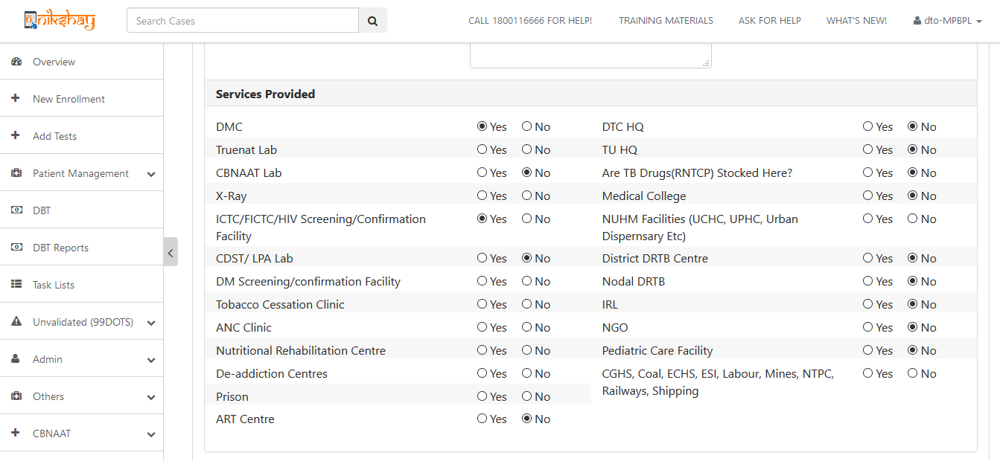 nikshay
Search Cases
CALL 1800116666 FOR HELP! TRAINING MATERIALS ASK FOR HELP WHAT'S NEW! dto-MPBPL
Overview
New Enrollment
Add Tests
Patient Management
DBT
DBT Reports
Task Lists
Unvalidated (99DOTS)
Admin
Others
CBNAAT
Services Provided
DMC Yes No
Truenat Lab Yes No
CBNAAT Lab Yes No
X-Ray Yes No
ICTC/FICTC/HIV Screening/Confirmation Yes No
Facility
CDST/ LPA Lab Yes No
DM Screening/confirmation Facility Yes No
Tobacco Cessation Clinic Yes No
ANC Clinic Yes No
Nutritional Rehabilitation Centre Yes No
De-addiction Centres Yes No
Prison Yes No
ART Centre Yes No
DTC HQ Yes No
TU HQ Yes No
Are TB Drugs(RNTCP) Stocked Here? Yes No
Medical College Yes No
NUHM Facilities (UCHC, UPHC, Urban Yes No
Dispernsary Etc)
District DRTB Centre Yes No
Nodal DRTB Yes No
IRL Yes No
NGO Yes No
Pediatric Care Facility Yes No
CGHS, Coal, ECHS, ESI, Labour, Mines, NTPC, Yes No
Railways, Shipping